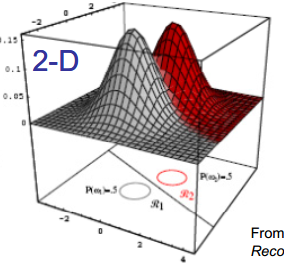 -2 0 2
0.15
2-D
0.1
0.05
0
P(ω₂)=.5
P(ω₁)=.5
ℛ₂
ℛ₁
-2 0 2 4
From
Reco